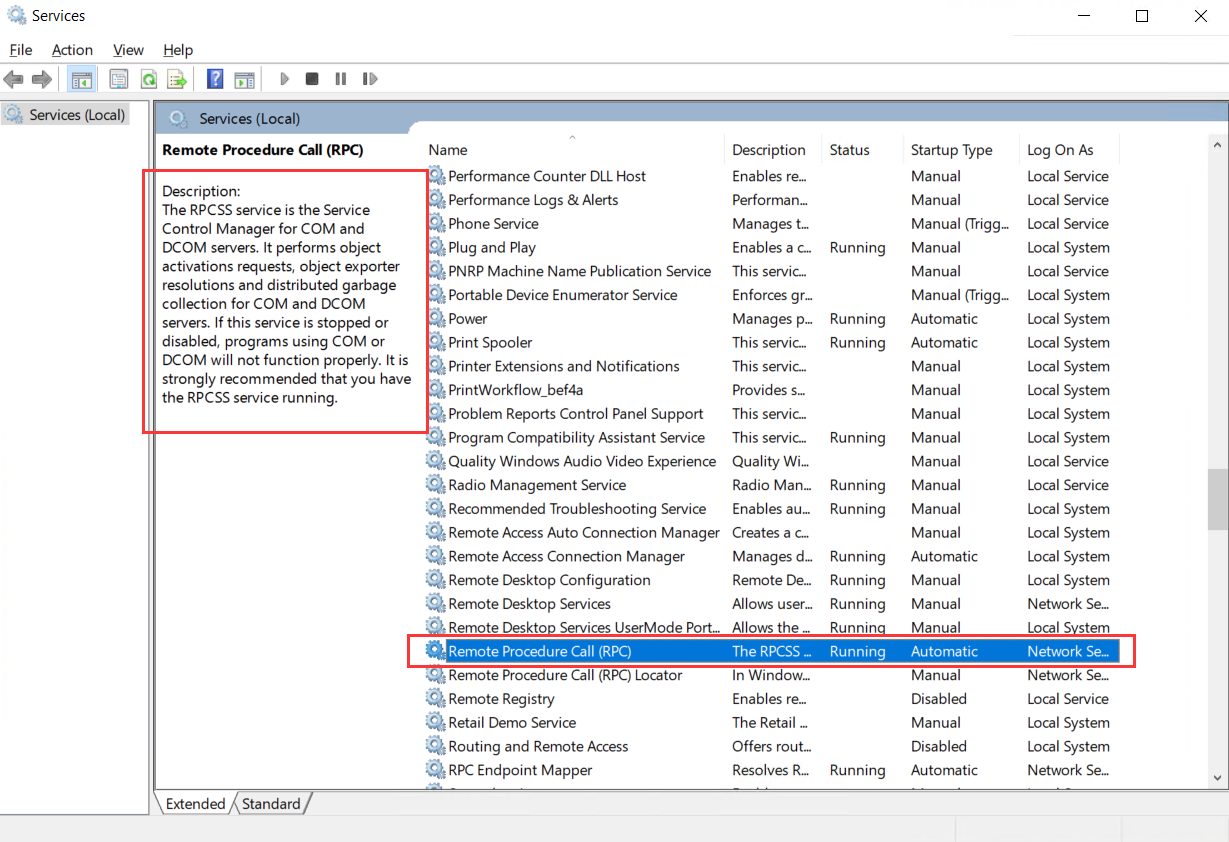 Services
File Action View Help
Services (Local)
Services (Local)
Remote Procedure Call (RPC)
Description:
The RPCSS service is the Service
Control Manager for COM and
DCOM servers. It performs object
activations requests, object exporter
resolutions and distributed garbage
collection for COM and DCOM
servers. If this service is stopped or
disabled, programs using COM or
DCOM will not function properly. It is
strongly recommended that you have
the RPCSS service running.
Name Description Status Startup Type Log On As
Performance Counter DLL Host Enables re... Manual Local Service
Performance Logs & Alerts Performan... Manual Local Service
Phone Service Manages t... Manual (Trigg... Local Service
Plug and Play Enables a c... Running Manual Local System
PNRP Machine Name Publication Service This servic... Manual Local Service
Portable Device Enumerator Service Enforces gr... Manual (Trigg... Local System
Power Manages p... Running Automatic Local System
Print Spooler This servic... Running Automatic Local System
Printer Extensions and Notifications This servic... Manual Local System
PrintWorkflow_bef4a Provides s... Manual Local System
Problem Reports Control Panel Support This servic... Manual Local System
Program Compatibility Assistant Service This servic... Running Manual Local System
Quality Windows Audio Video Experience Quality Wi... Manual Local Service
Radio Management Service Radio Man... Running Manual Local Service
Recommended Troubleshooting Service Enables au... Running Manual Local System
Remote Access Auto Connection Manager Creates a c... Manual Local System
Remote Access Connection Manager Manages d... Running Automatic Local System
Remote Desktop Configuration Remote De... Running Manual Local System
Remote Desktop Services Allows user... Running Manual Network Se...
Remote Desktop Services UserMode Port... Allows the ... Running Manual Local System
Remote Procedure Call (RPC) The RPCSS ... Running Automatic Network Se...
Remote Procedure Call (RPC) Locator In Window... Manual Network Se...
Remote Registry Enables re... Disabled Local Service
Retail Demo Service The Retail ... Manual Local System
Routing and Remote Access Offers rout... Disabled Local System
RPC Endpoint Mapper Resolves R... Running Automatic Network Se...
Extended Standard